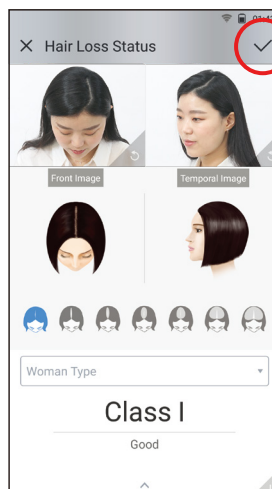 Hair Loss Status
Front Image
Temporal Image
Woman Type
Class I
Good